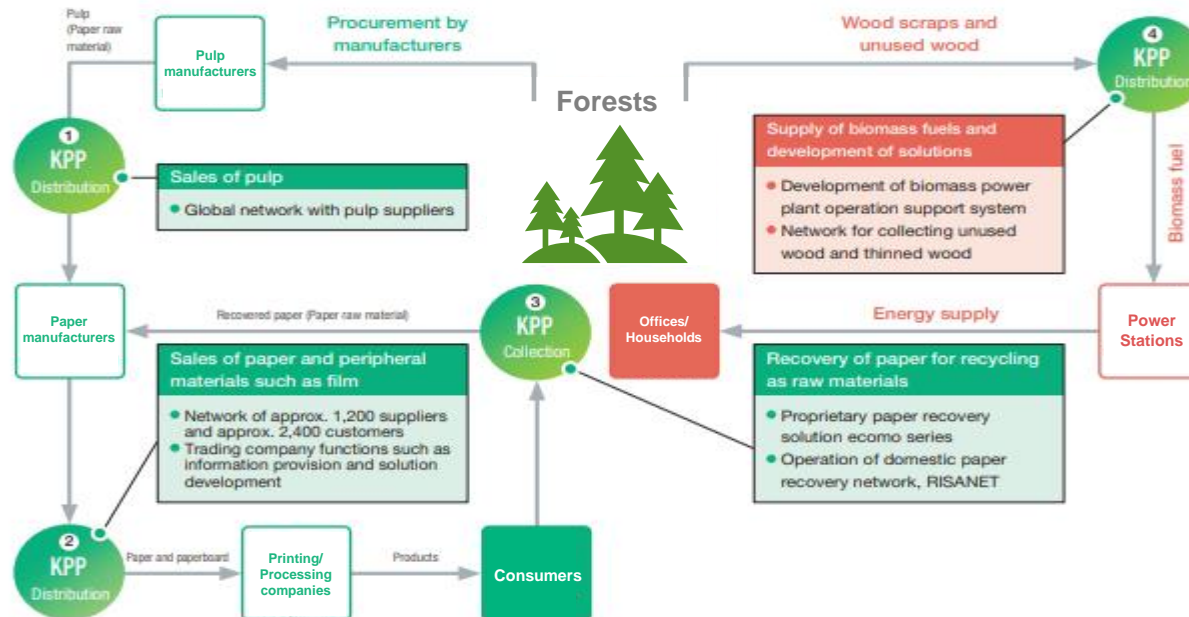 Pulp
(Paper raw
material)
Pulp
manufacturers
Procurement by
manufacturers
Forests
Wood scraps and
unused wood
4
KPP
Distribution
1
KPP
Distribution
Sales of pulp
Global network with pulp suppliers
Supply of biomass fuels and
development of solutions
Development of biomass power
plant operation support system
Network for collecting unused
wood and thinned wood
Biomass fuel
Paper
manufacturers
Recovered paper (Paper raw material)
3
KPP
Collection
Offices/
Households
Energy supply
Power
Stations
Sales of paper and peripheral
materials such as film
Network of approx. 1,200 suppliers
and approx. 2,400 customers
Trading company functions such as
information provision and solution
development
Recovery of paper for recycling
as raw materials
Proprietary paper recovery
solution ecomo series
Operation of domestic paper
recovery network, RISANET
2
KPP
Distribution
Paper and paperboard
Printing/
Processing
companies
Products
Consumers